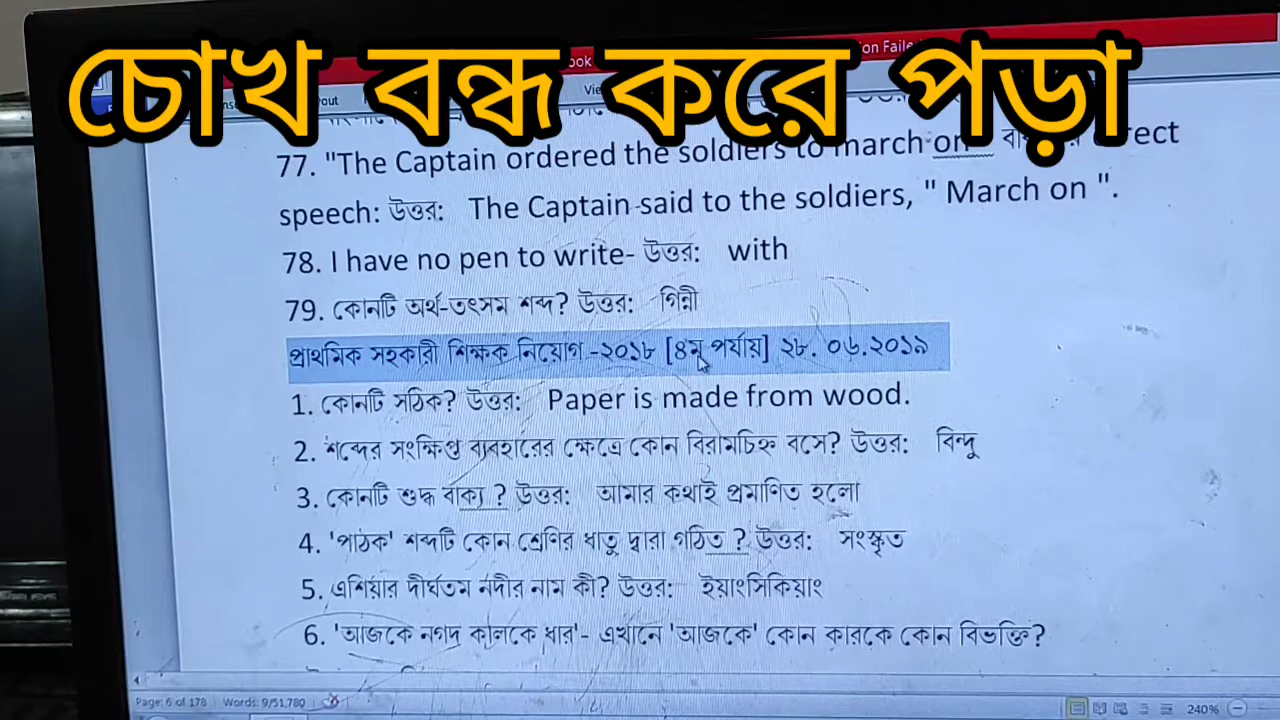 চোখ বন্ধ করে পড়া
77. "The Captain ordered the soldiers to march on
speech: উত্তর: The Captain said to the soldiers, " March on ".
78. I have no pen to write- উত্তর: with
79. কোনটি অর্ধ-তৎসম শব্দ? উত্তর: গিন্নী
প্রাথমিক সহকারী শিক্ষক নিয়োগ -২০১৮ [৪র্থ পর্যায়] ২৮. ০৬.২০১৯
1. কোনটি সঠিক? উত্তর: Paper is made from wood.
2. শব্দের সংক্ষিপ্ত ব্যবহারের ক্ষেত্রে কোন বিরামচিহ্ন বসে? উত্তর: বিন্দু
3. কোনটি শুদ্ধ বাক্য ? উত্তর: আমার কথাই প্রমাণিত হলো
4. 'পাঠক' শব্দটি কোন শ্রেণির ধাতু দ্বারা গঠিত ? উত্তর: সংস্কৃত
5. এশিয়ার দীর্ঘতম নদীর নাম কী? উত্তর: ইয়াংসিকিয়াং
6. 'আজকে নগদ কালকে ধার'- এখানে 'আজকে' কোন কারকে কোন বিভক্তি?
Page: 6 of 178 Words: 9/51,780 240%